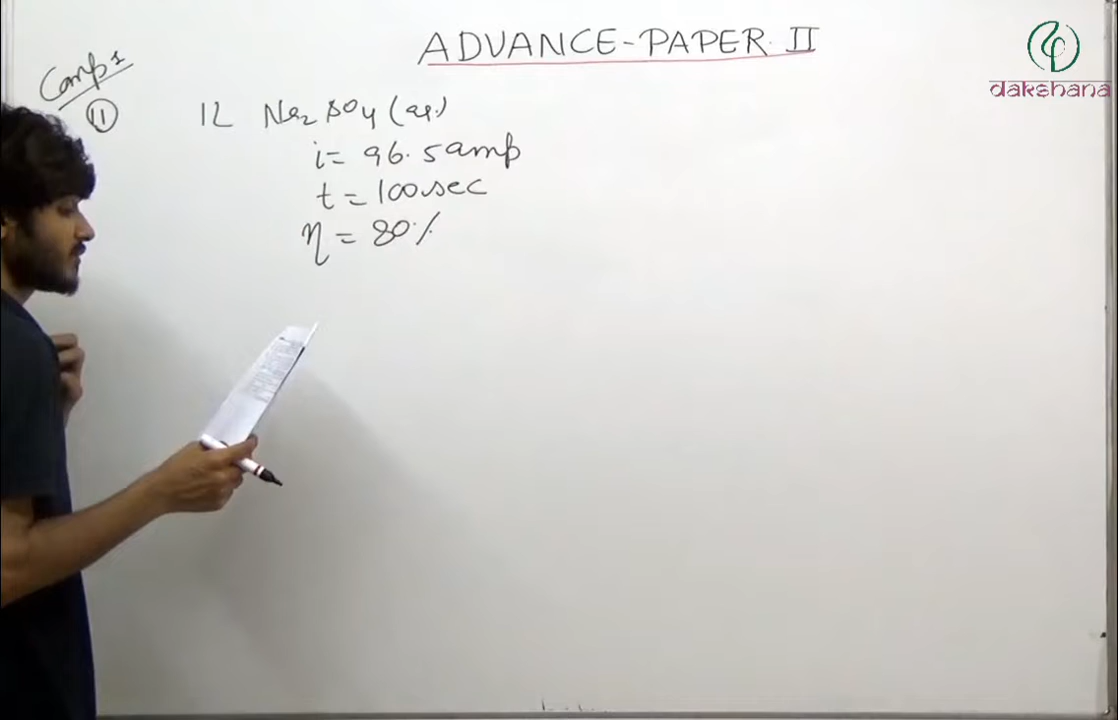 ADVANCE-PAPER II
dakshana
Comp 1
11
1L Na₂SO₄ (aq.)
i = 96.5 amp
t = 100 sec
η = 80%